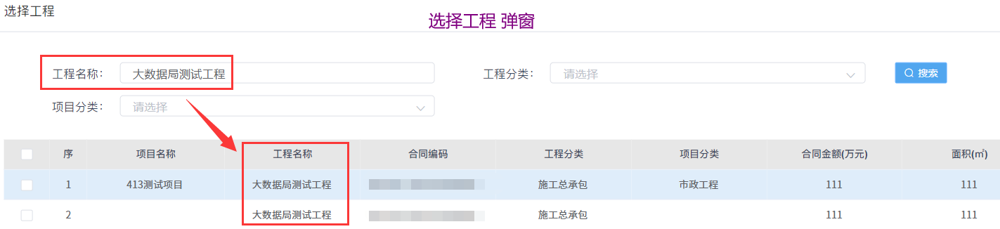 选择工程
选择工程 弹窗
工程名称： 大数据局测试工程 工程分类： 请选择 搜索
项目分类： 请选择
序 项目名称 工程名称 合同编码 工程分类 项目分类 合同金额(万元) 面积(㎡)
1 413测试项目 大数据局测试工程 施工总承包 市政工程 111 111
2 大数据局测试工程 施工总承包 111 111